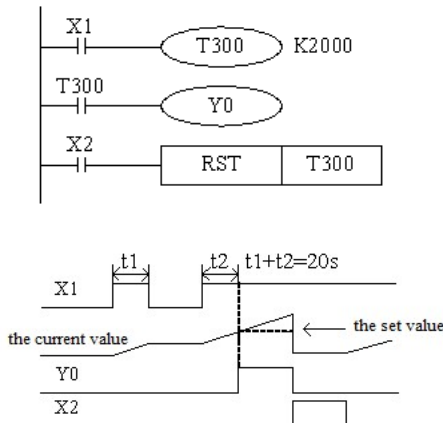 X1
T300 K2000
T300
Y0
X2
RST T300
t1 t2 t1+t2=20s
X1
the set value
the current value
Y0
X2